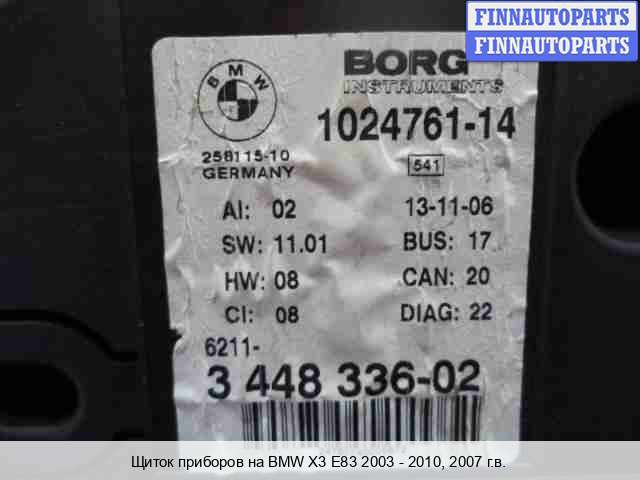 FINNAUTOPARTS
FINNAUTOPARTS
BMW
BORG
INSTRUMENTS
1024761-14
258115-10
GERMANY
541
AI: 02
13-11-06
SW: 11.01
BUS: 17
HW: 08
CAN: 20
CI: 08
DIAG: 22
6211-
3 448 336-02
Щиток приборов на BMW X3 E83 2003 - 2010, 2007 г.в.